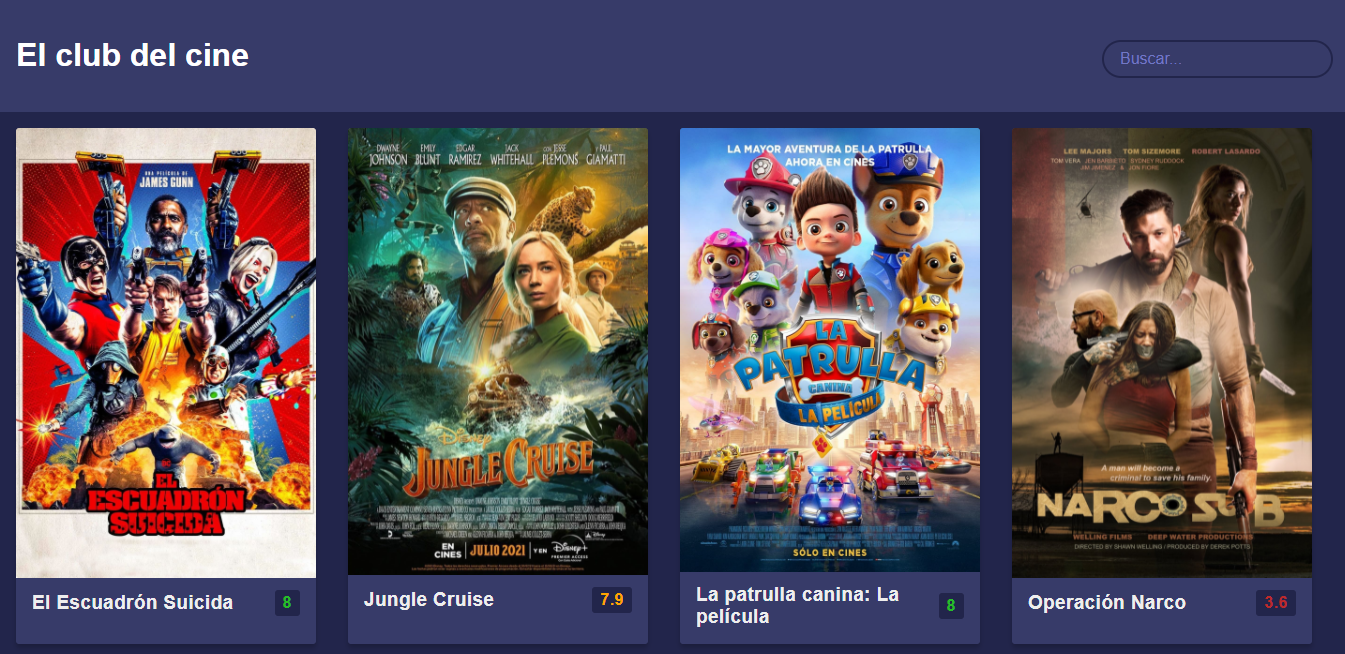 El club del cine
Buscar...
UNA PELÍCULA DE
JAMES GUNN
EL
ESCUADRÓN
SUICIDA
El Escuadrón Suicida
8
DWAYNE JOHNSON EMILY BLUNT EDGAR RAMIREZ JACK WHITEHALL CON JESSE PLEMONS Y PAUL GIAMATTI
Disney
JUNGLE CRUISE
EN CINES JULIO 2021 Y EN Disney+
PREMIER ACCESS
Jungle Cruise
7.9
LA MAYOR AVENTURA DE LA PATRULLA
AHORA EN CINES
LA
PATRULLA
CANINA
LA PELÍCULA
SÓLO EN CINES
La patrulla canina: La
película
8
LEE MAJORS TOM SIZEMORE ROBERT LASARDO
TOM VERA JEN BARNETO SYDNEY RUDDOCK
JIM JIMENEZ & JON FIORE
A man will become a
criminal to save his family.
NARCO SUB
WELLING FILMS DEEP WATER PRODUCTIONS
DIRECTED BY SHAWN WELLING / PRODUCED BY DEREK POTTS
Operación Narco
3.6